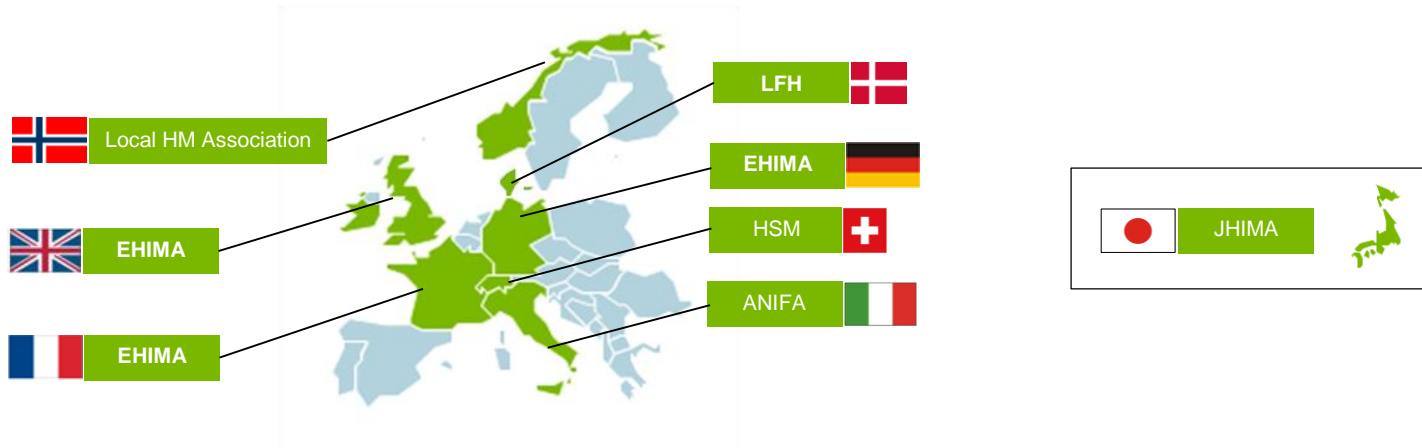 LFH
Local HM Association
EHIMA
HSM
JHIMA
EHIMA
ANIFA
EHIMA